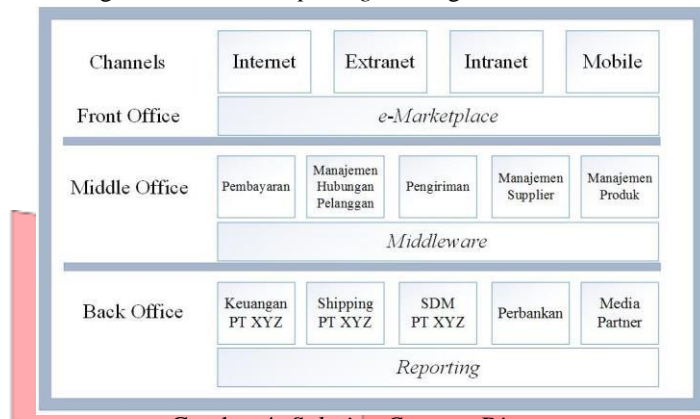 Channels
Internet
Extranet
Intranet
Mobile
Front Office
e-Marketplace
Middle Office
Pembayaran
Manajemen
Hubungan
Pelanggan
Pengiriman
Manajemen
Supplier
Manajemen
Produk
Middleware
Back Office
Keuangan
PT XYZ
Shipping
PT XYZ
SDM
PT XYZ
Perbankan
Media
Partner
Reporting